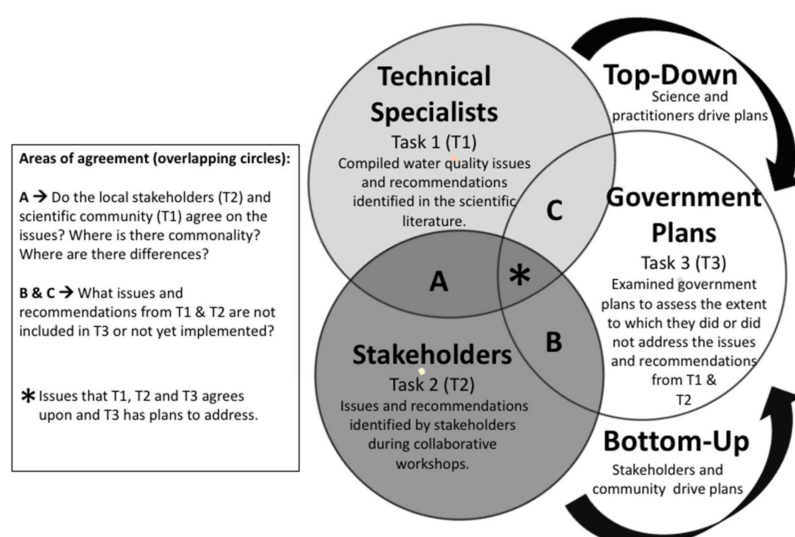 Areas of agreement (overlapping circles):
A → Do the local stakeholders (T2) and
scientific community (T1) agree on the
issues? Where is there commonality?
Where are there differences?
B & C → What issues and
recommendations from T1 & T2 are not
included in T3 or not yet implemented?
* Issues that T1, T2 and T3 agrees
upon and T3 has plans to address.
Technical
Specialists
Task 1 (T1)
Compiled water quality issues
and recommendations
identified in the scientific
literature.
Top-Down
Science and
practitioners drive plans
C
Government
Plans
Task 3 (T3)
Examined government
plans to assess the extent
to which they did or did
not address the issues
and recommendations
from T1 &
T2
A
*
B
Stakeholders
Task 2 (T2)
Issues and recommendations
identified by stakeholders
during collaborative
workshops.
Bottom-Up
Stakeholders and
community drive plans